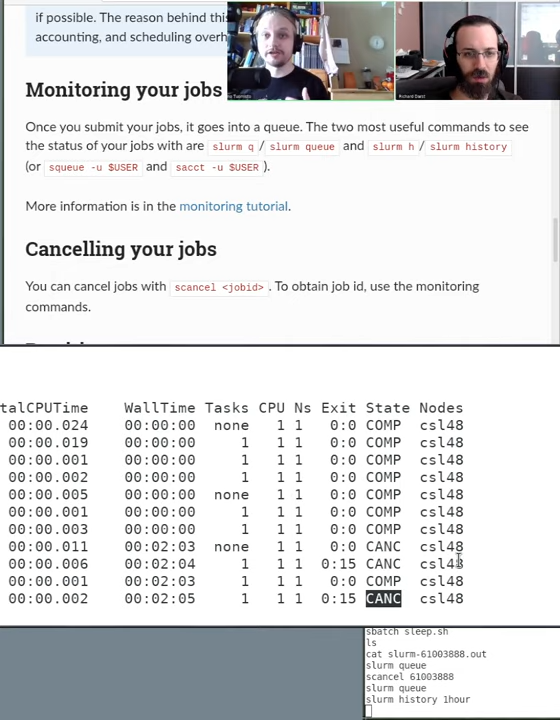 if possible. The reason behind this
accounting, and scheduling overh
Richard Darst
Monitoring your jobs
Once you submit your jobs, it goes into a queue. The two most useful commands to see
the status of your jobs with are slurm q / slurm queue and slurm h / slurm history
(or squeue -u $USER and sacct -u $USER ).
More information is in the monitoring tutorial.
Cancelling your jobs
You can cancel jobs with scancel <jobid>. To obtain job id, use the monitoring
commands.
talCPUTime WallTime Tasks CPU Ns Exit State Nodes
00:00.024 00:00:00 none 1 1 0:0 COMP csl48
00:00.019 00:00:00 1 1 1 0:0 COMP csl48
00:00.001 00:00:00 1 1 1 0:0 COMP csl48
00:00.002 00:00:00 1 1 1 0:0 COMP csl48
00:00.005 00:00:00 none 1 1 0:0 COMP csl48
00:00.001 00:00:00 1 1 1 0:0 COMP csl48
00:00.003 00:00:00 1 1 1 0:0 COMP csl48
00:00.011 00:02:03 none 1 1 0:0 CANC csl48
00:00.006 00:02:04 1 1 1 0:15 CANC csl48
00:00.001 00:02:03 1 1 1 0:0 COMP csl48
00:00.002 00:02:05 1 1 1 0:15 CANC csl48
sbatch sleep.sh
ls
cat slurm-61003888.out
slurm queue
scancel 61003888
slurm queue
slurm history 1hour